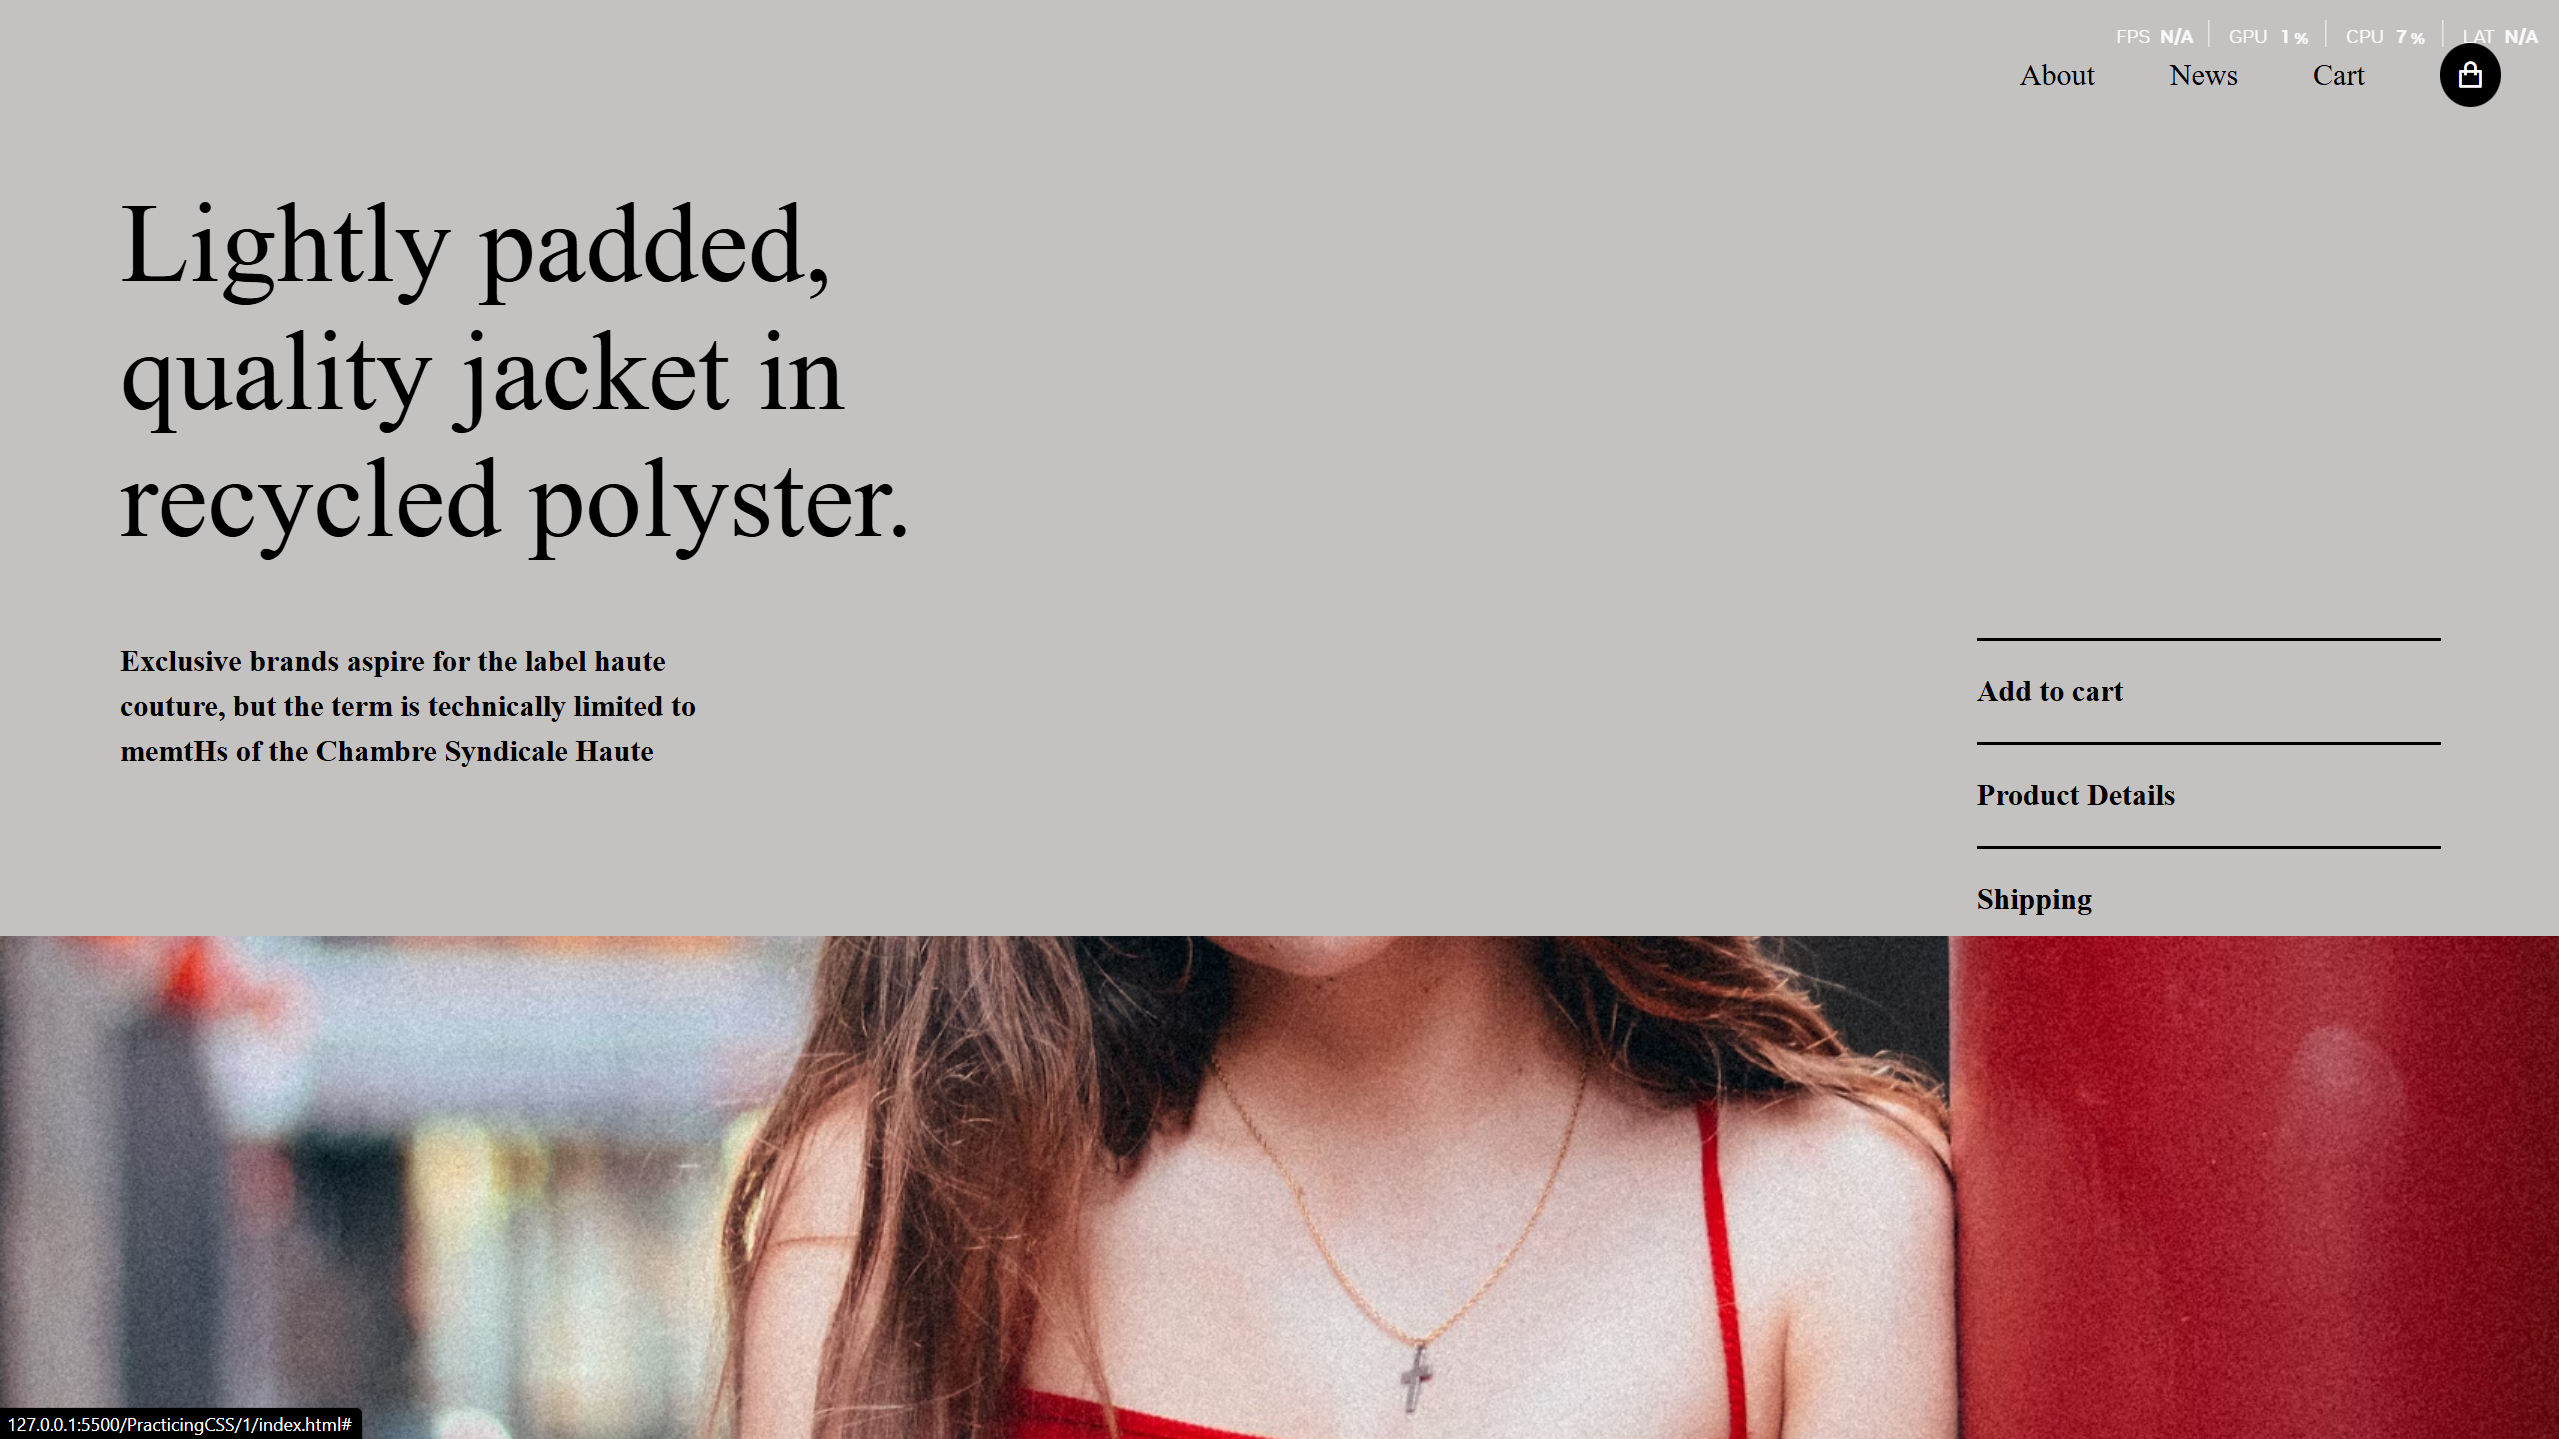 FPS N/A GPU 1 % CPU 7 % LAT N/A
About News Cart
Lightly padded,
quality jacket in
recycled polyster.
Exclusive brands aspire for the label haute
couture, but the term is technically limited to
memtHs of the Chambre Syndicale Haute
Add to cart
Product Details
Shipping
127.0.0.1:5500/PracticingCSS/1/index.html#